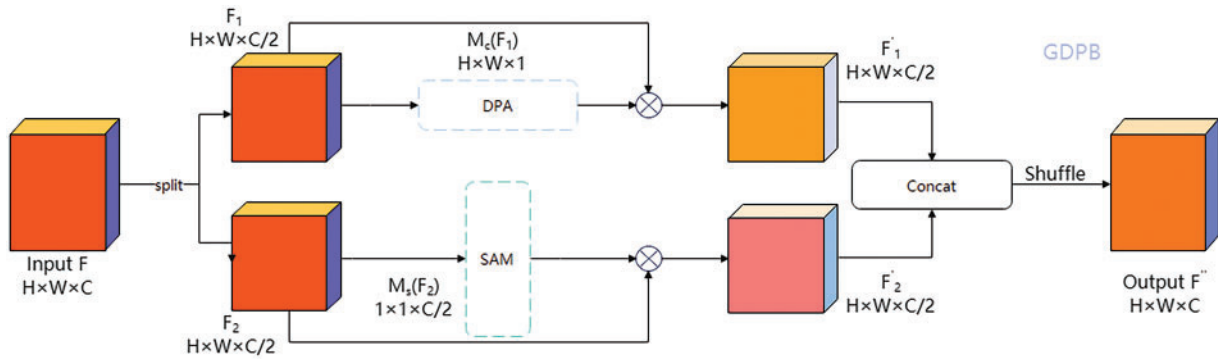 F₁
H×W×C/2
M꜀(F₁)
H×W×1
DPA
F˙₁
H×W×C/2
GDPB
Input F
H×W×C
split
Concat
Shuffle
SAM
Mₛ(F₂)
1×1×C/2
F₂
H×W×C/2
F˙₂
H×W×C/2
Output F¨
H×W×C